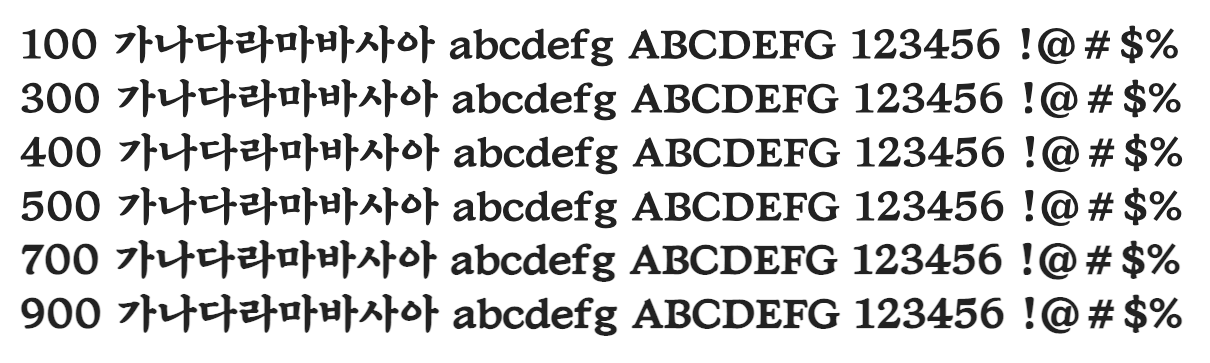 100 가나다라마바사아 abcdefg ABCDEFG 123456 !@#$%
300 가나다라마바사아 abcdefg ABCDEFG 123456 !@#$%
400 가나다라마바사아 abcdefg ABCDEFG 123456 !@#$%
500 가나다라마바사아 abcdefg ABCDEFG 123456 !@#$%
700 가나다라마바사아 abcdefg ABCDEFG 123456 !@#$%
900 가나다라마바사아 abcdefg ABCDEFG 123456 !@#$%